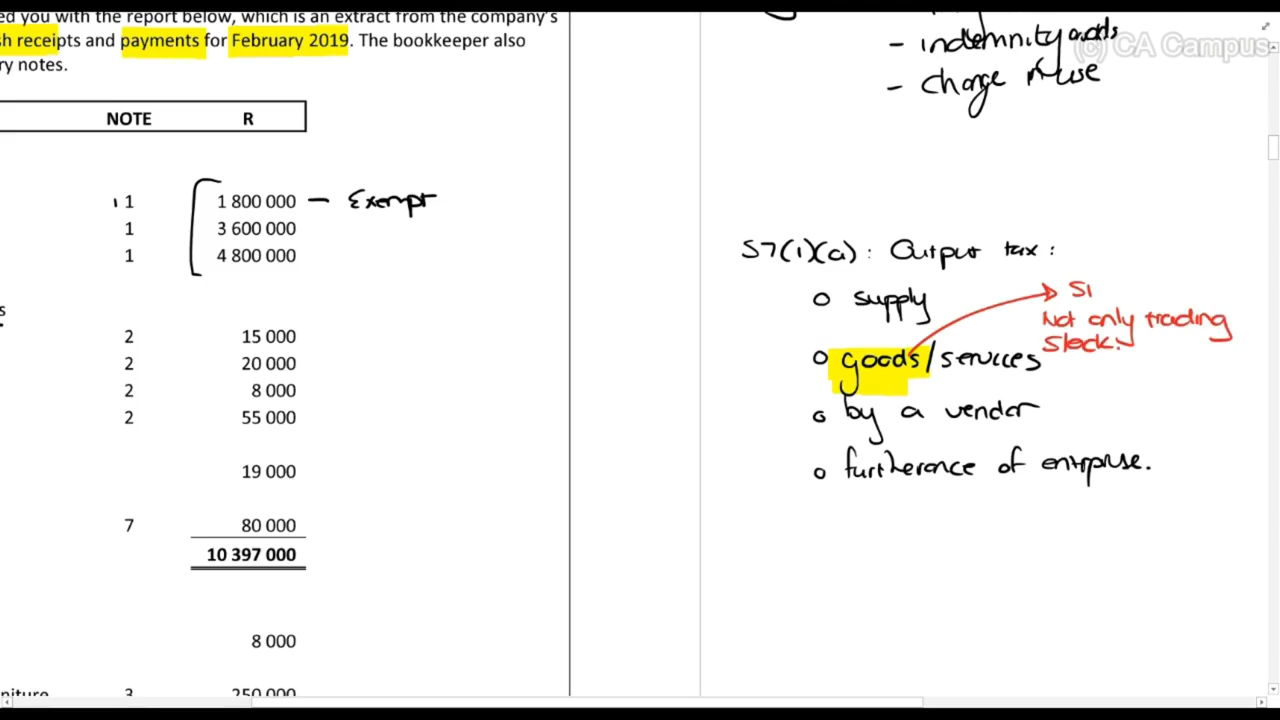 ed you with the report below, which is an extract from the company's
sh receipts and payments for February 2019. The bookkeeper also
ry notes.
NOTE R
1 1 800 000 – Exempt
1 3 600 000
1 4 800 000
s
2 15 000
2 20 000
2 8 000
2 55 000
19 000
7 80 000
10 397 000
8 000
niture 3 250 000
(c) CA Campus
- indemnity awards
- change in use
S7(1)(a): Output tax:
o supply
S1
Not only trading
stock.
o goods/services
o by a vendor
o furtherance of enterprise.